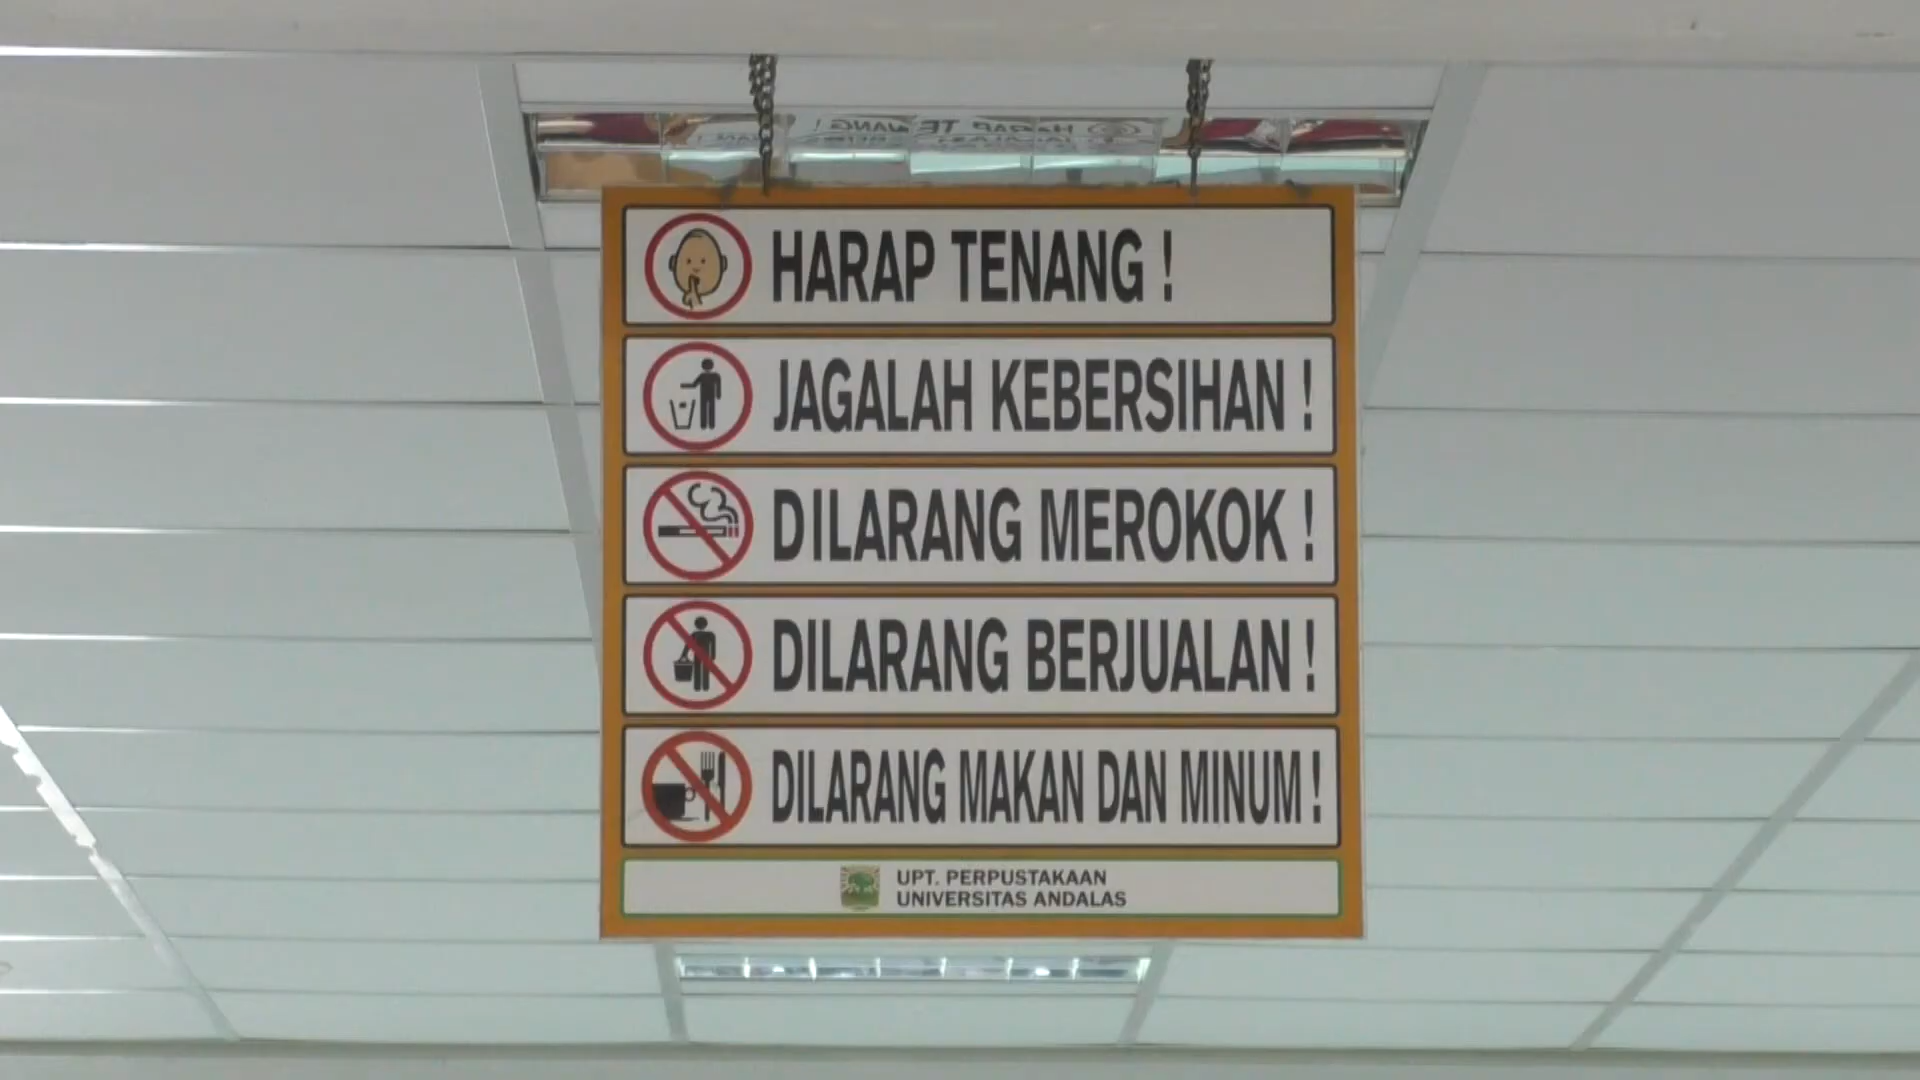 HARAP TENANG !
JAGALAH KEBERSIHAN !
DILARANG MEROKOK !
DILARANG BERJUALAN !
DILARANG MAKAN DAN MINUM !
UPT. PERPUSTAKAAN
UNIVERSITAS ANDALAS